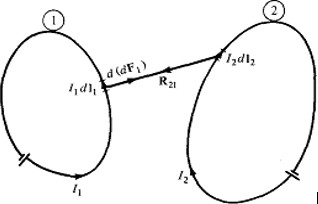 1
2
d (dF₁)
I₁dl₁
R₂₁
I₂dl₂
I₁
I₂